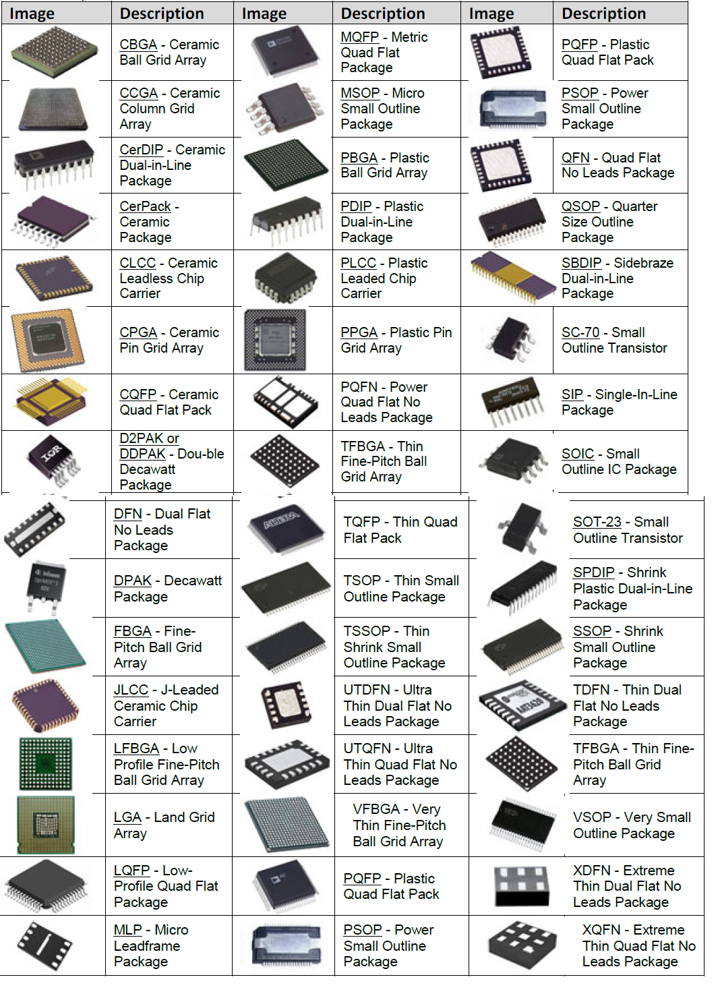 Image Description Image Description Image Description
CBGA - Ceramic
Ball Grid Array
MQFP - Metric
Quad Flat
Package
PQFP - Plastic
Quad Flat Pack
CCGA - Ceramic
Column Grid
Array
MSOP - Micro
Small Outline
Package
PSOP - Power
Small Outline
Package
CerDIP - Ceramic
Dual-in-Line
Package
PBGA - Plastic
Ball Grid Array
QFN - Quad Flat
No Leads Package
CerPack -
Ceramic
Package
PDIP - Plastic
Dual-in-Line
Package
QSOP - Quarter
Size Outline
Package
CLCC - Ceramic
Leadless Chip
Carrier
PLCC - Plastic
Leaded Chip
Carrier
SBDIP - Sidebraze
Dual-in-Line
Package
CPGA - Ceramic
Pin Grid Array
PPGA - Plastic Pin
Grid Array
SC-70 - Small
Outline Transistor
CQFP - Ceramic
Quad Flat Pack
PQFN - Power
Quad Flat No
Leads Package
SIP - Single-In-Line
Package
IOR
D2PAK or
DDPAK - Dou-ble
Decawatt
Package
TFBGA - Thin
Fine-Pitch Ball
Grid Array
SOIC - Small
Outline IC Package
DFN - Dual Flat
No Leads
Package
TQFP - Thin Quad
Flat Pack
SOT-23 - Small
Outline Transistor
Infineon
DPAK - Decawatt
Package
TSOP - Thin Small
Outline Package
SPDIP - Shrink
Plastic Dual-in-Line
Package
FBGA - Fine-
Pitch Ball Grid
Array
TSSOP - Thin
Shrink Small
Outline Package
SSOP - Shrink
Small Outline
Package
JLCC - J-Leaded
Ceramic Chip
Carrier
UTDFN - Ultra
Thin Dual Flat No
Leads Package
TDFN - Thin Dual
Flat No Leads
Package
LFBGA - Low
Profile Fine-Pitch
Ball Grid Array
UTQFN - Ultra
Thin Quad Flat No
Leads Package
TFBGA - Thin Fine-
Pitch Ball Grid
Array
LGA - Land Grid
Array
VFBGA - Very
Thin Fine-Pitch
Ball Grid Array
VSOP - Very Small
Outline Package
LQFP - Low-
Profile Quad Flat
Package
PQFP - Plastic
Quad Flat Pack
XDFN - Extreme
Thin Dual Flat No
Leads Package
MLP - Micro
Leadframe
Package
PSOP - Power
Small Outline
Package
XQFN - Extreme
Thin Quad Flat No
Leads Package